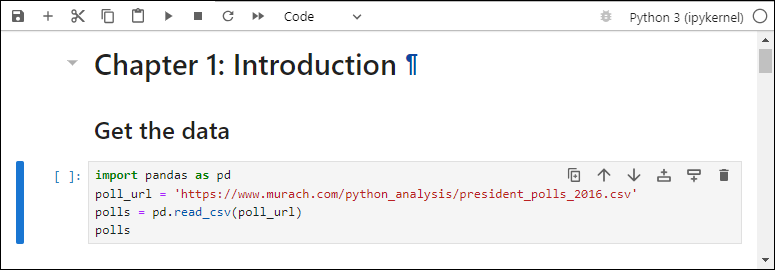 Code
Python 3 (ipykernel)
Chapter 1: Introduction ¶
Get the data
[ ]:
import pandas as pd
poll_url = 'https://www.murach.com/python_analysis/president_polls_2016.csv'
polls = pd.read_csv(poll_url)
polls